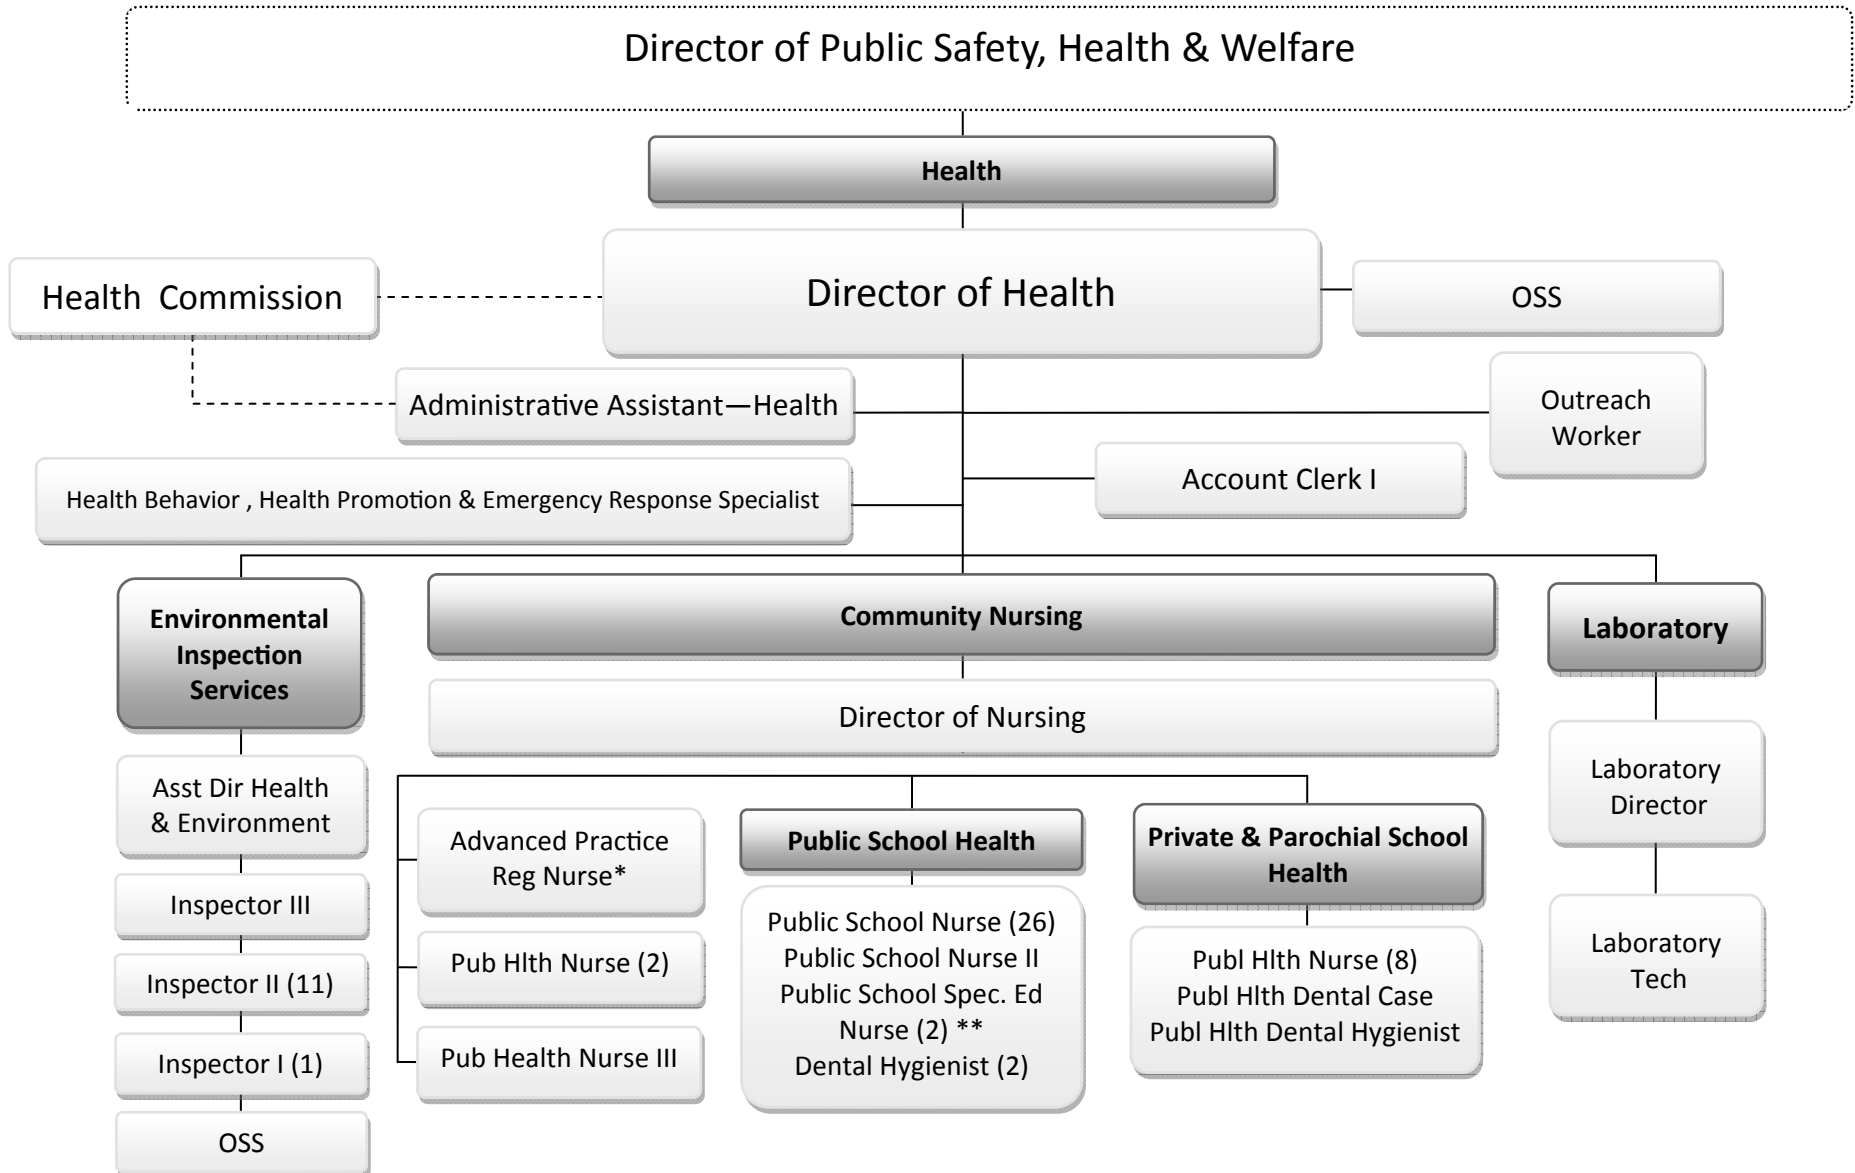 Director of Public Safety, Health & Welfare
Health
Health  Commission
Director of Health
OSS
Administrative Assistant—Health
Outreach
Worker
Account Clerk I
Health Behavior , Health Promotion & Emergency Response Specialist
Environmental
Inspection
Services
Community Nursing
Laboratory
Director of Nursing
Asst Dir Health
& Environment
Inspector III
Inspector II (11)
Inspector I (1)
OSS
Advanced Practice
Reg Nurse*
Pub Hlth Nurse (2)
Pub Health Nurse III
Public School Health
Public School Nurse (26)
Public School Nurse II
Public School Spec. Ed
Nurse (2) **
Dental Hygienist (2)
Private & Parochial School
Health
Publ Hlth Nurse (8)
Publ Hlth Dental Case
Publ Hlth Dental Hygienist
Laboratory
Director
Laboratory
Tech